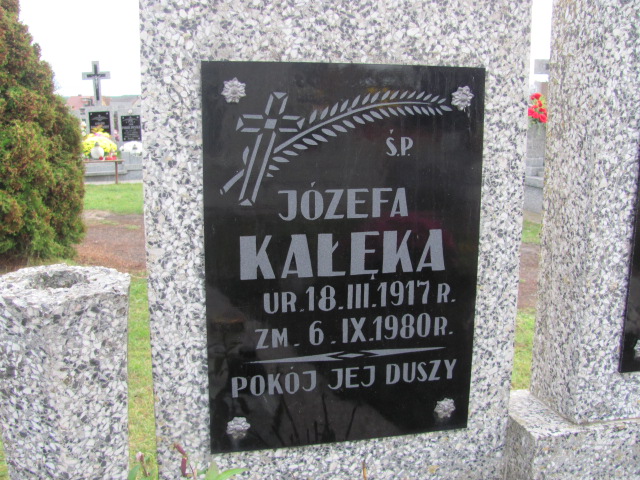 Ś.P.
JÓZEFA
KAŁĘKA
UR. 18. III. 1917 R.
ZM. 6. IX. 1980 R.
POKÓJ JEJ DUSZY